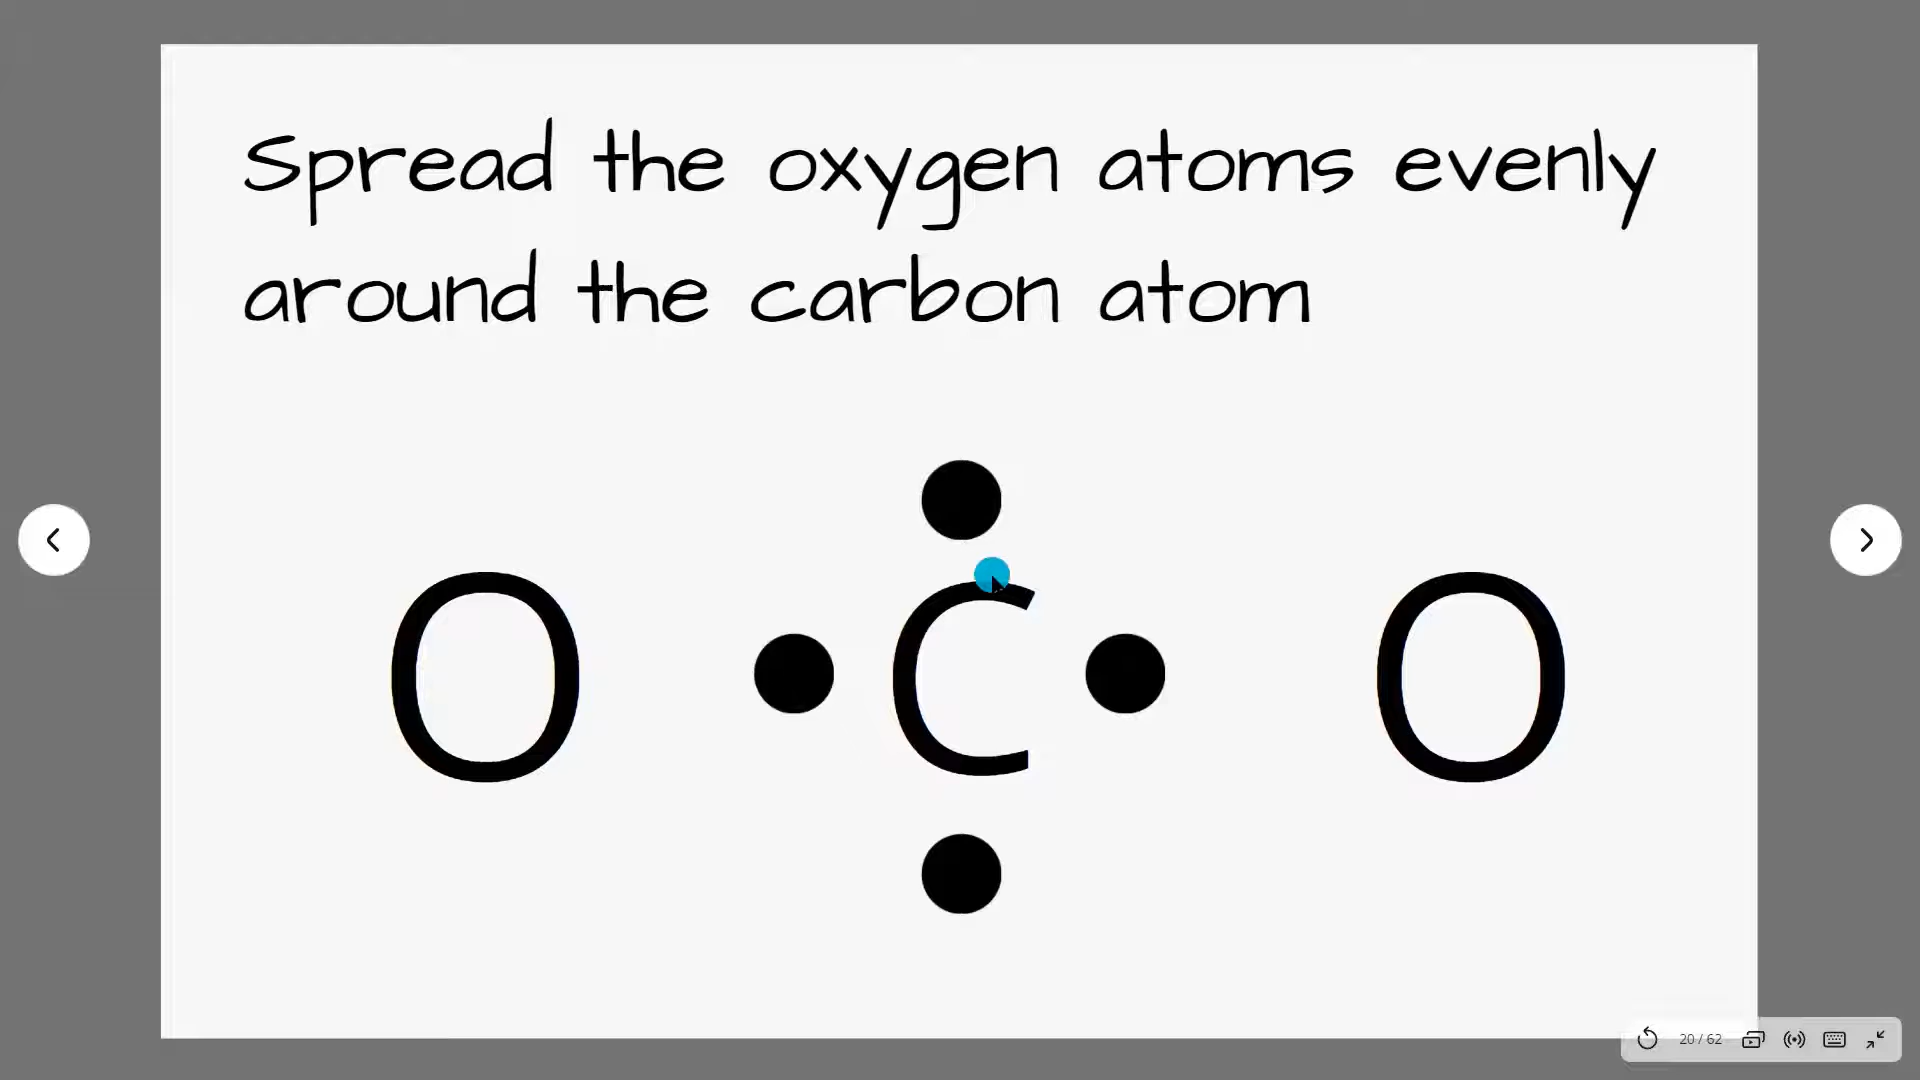 Spread the oxygen atoms evenly
around the carbon atom
O C O
20 / 62